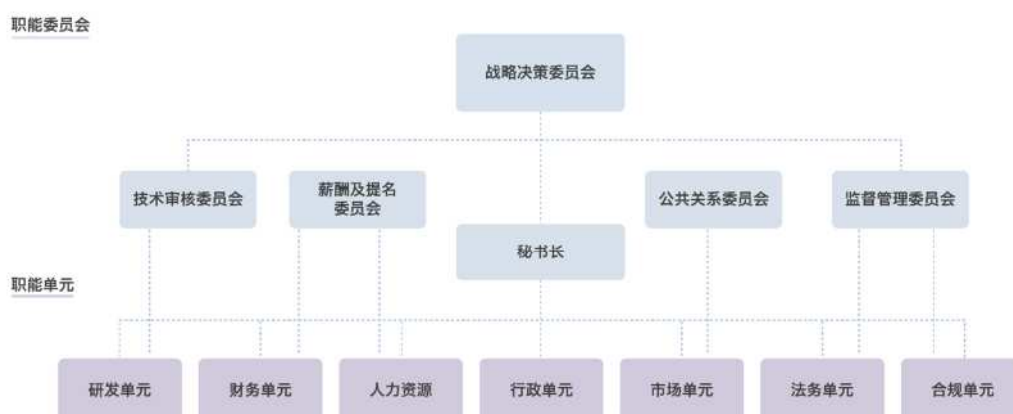 职能委员会
战略决策委员会
技术审核委员会
薪酬及提名
委员会
公共关系委员会
监督管理委员会
秘书长
职能单元
研发单元
财务单元
人力资源
行政单元
市场单元
法务单元
合规单元